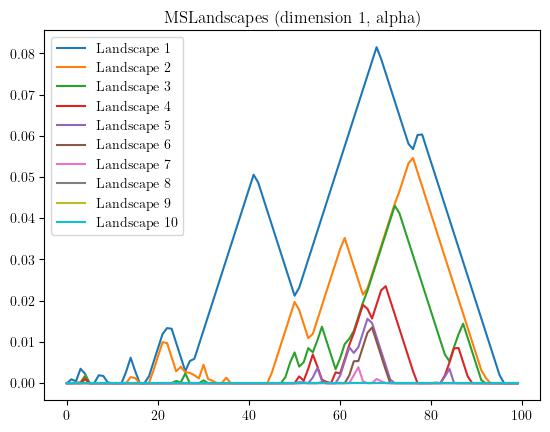 MSLandscapes (dimension 1, alpha)
Landscape 1
Landscape 2
Landscape 3
Landscape 4
Landscape 5
Landscape 6
Landscape 7
Landscape 8
Landscape 9
Landscape 10
0.08
0.07
0.06
0.05
0.04
0.03
0.02
0.01
0.00
0 20 40 60 80 100